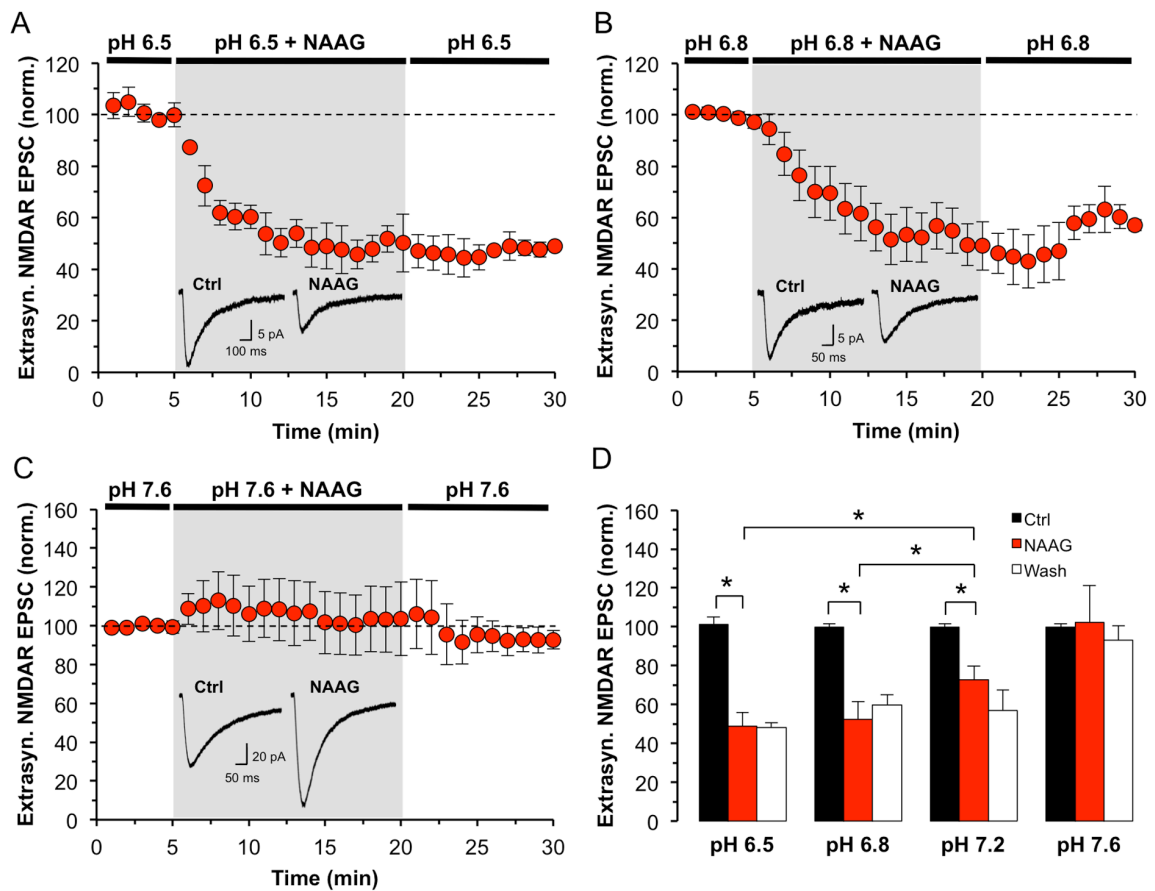 A
pH 6.5
pH 6.5 + NAAG
pH 6.5
Extrasyn. NMDAR EPSC (norm.)
120
100
80
60
40
20
0
Ctrl
NAAG
5 pA
100 ms
0 5 10 15 20 25 30
Time (min)
B
pH 6.8
pH 6.8 + NAAG
pH 6.8
Extrasyn. NMDAR EPSC (norm.)
120
100
80
60
40
20
0
Ctrl
NAAG
5 pA
50 ms
0 5 10 15 20 25 30
Time (min)
C
pH 7.6
pH 7.6 + NAAG
pH 7.6
Extrasyn. NMDAR EPSC (norm.)
160
140
120
100
80
60
40
20
0
Ctrl
NAAG
20 pA
50 ms
0 5 10 15 20 25 30
Time (min)
D
Extrasyn. NMDAR EPSC (norm.)
160
140
120
100
80
60
40
20
0
Ctrl
NAAG
Wash
*
*
*
*
*
pH 6.5 pH 6.8 pH 7.2 pH 7.6